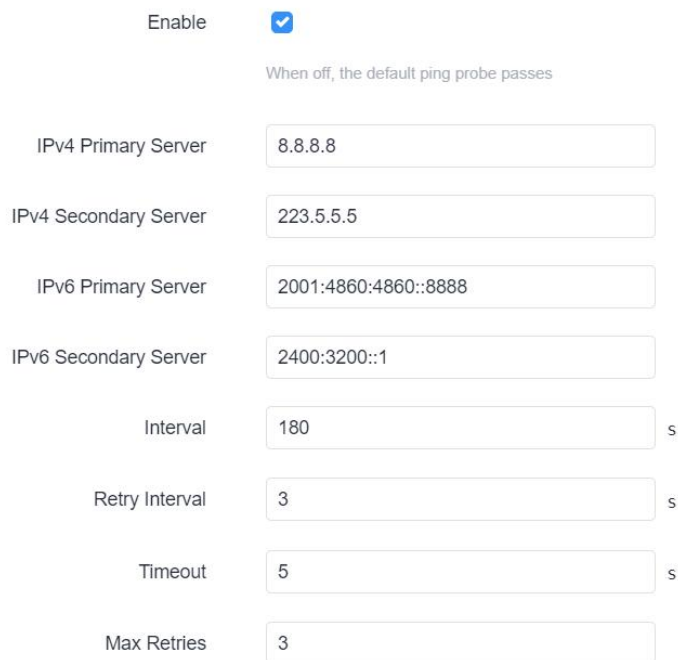 Enable
When off, the default ping probe passes
IPv4 Primary Server 8.8.8.8
IPv4 Secondary Server 223.5.5.5
IPv6 Primary Server 2001:4860:4860::8888
IPv6 Secondary Server 2400:3200::1
Interval 180 s
Retry Interval 3 s
Timeout 5 s
Max Retries 3